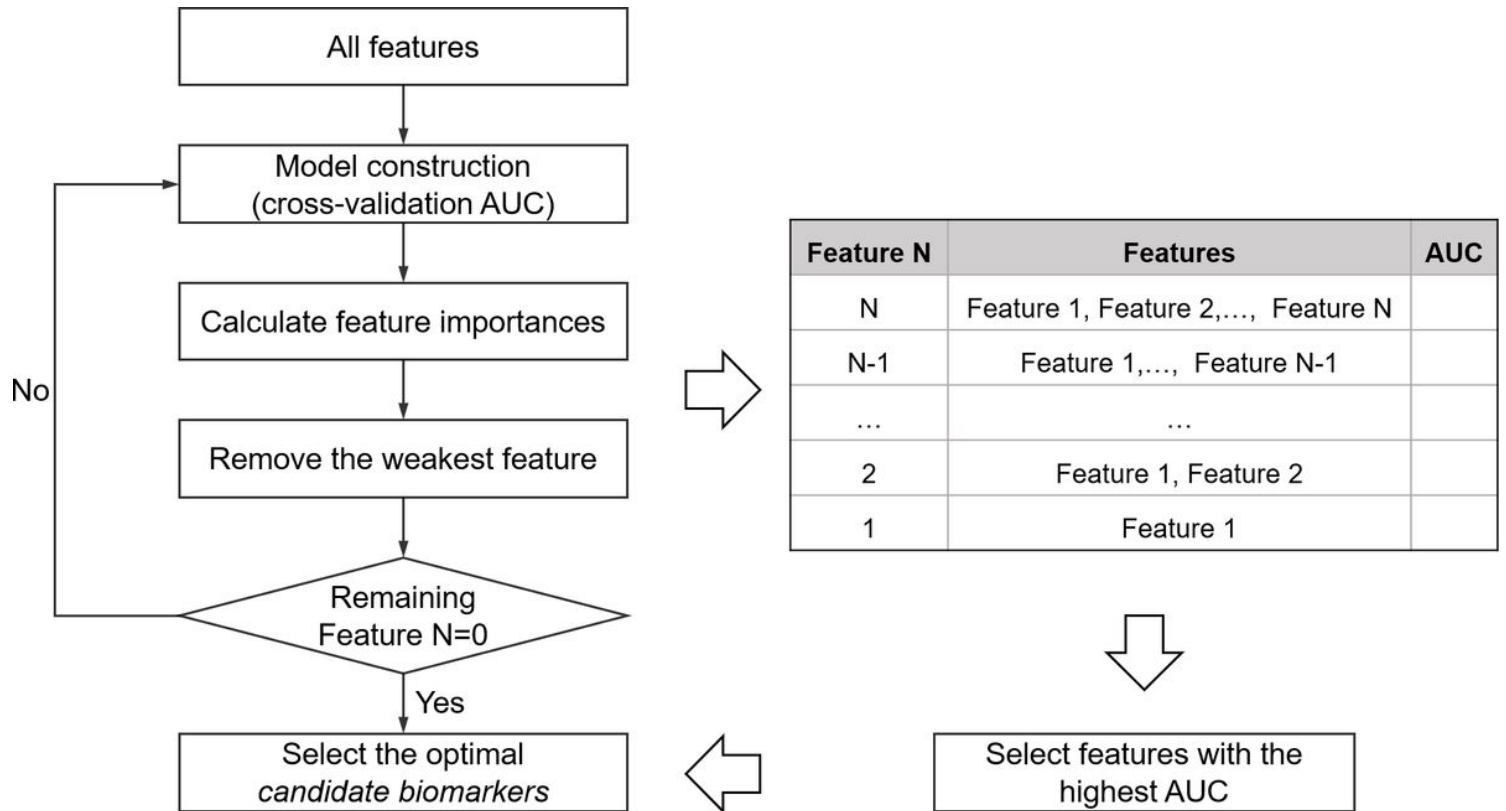 All features
Model construction
(cross-validation AUC)
Calculate feature importances
Remove the weakest feature
No
Remaining
Feature N=0
Yes
Select the optimal
candidate biomarkers
Feature N Features AUC
N Feature 1, Feature 2,…, Feature N
N-1 Feature 1,…, Feature N-1
… …
2 Feature 1, Feature 2
1 Feature 1
Select features with the
highest AUC